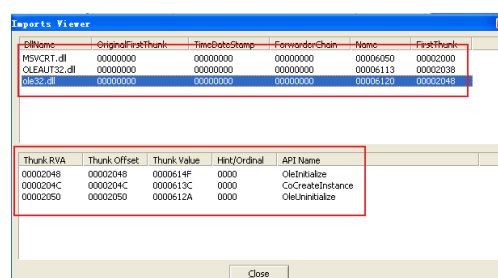 Imports Viewer
DllName OriginalFirstThunk TimeDateStamp ForwarderChain Name FirstThunk
MSVCRT.dll 00000000 00000000 00000000 00006050 00002000
OLEAUT32.dll 00000000 00000000 00000000 00006113 00002038
ole32.dll 00000000 00000000 00000000 00006120 00002048
Thunk RVA Thunk Offset Thunk Value Hint/Ordinal API Name
00002048 00002048 0000614F 0000 OleInitialize
0000204C 0000204C 0000613C 0000 CoCreateInstance
00002050 00002050 0000612A 0000 OleUninitialize
Close